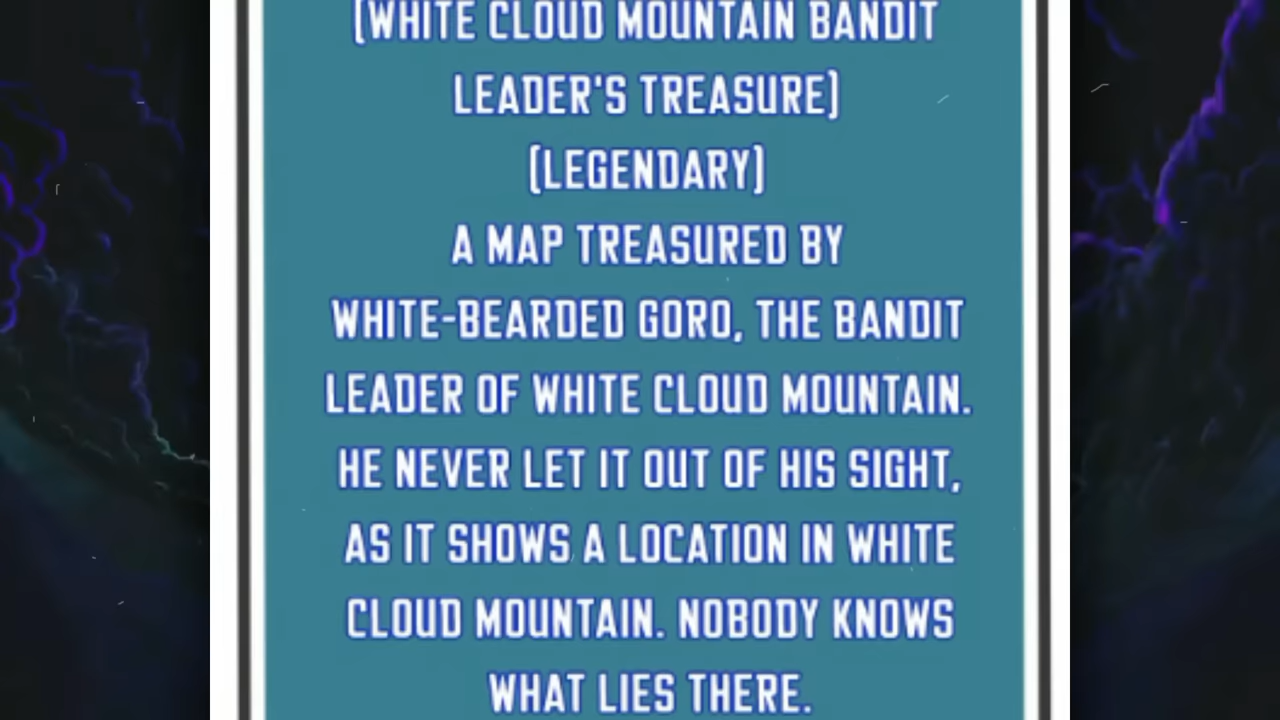 [WHITE CLOUD MOUNTAIN BANDIT
LEADER'S TREASURE]
[LEGENDARY]
A MAP TREASURED BY
WHITE-BEARDED GORO, THE BANDIT
LEADER OF WHITE CLOUD MOUNTAIN.
HE NEVER LET IT OUT OF HIS SIGHT,
AS IT SHOWS A LOCATION IN WHITE
CLOUD MOUNTAIN. NOBODY KNOWS
WHAT LIES THERE.